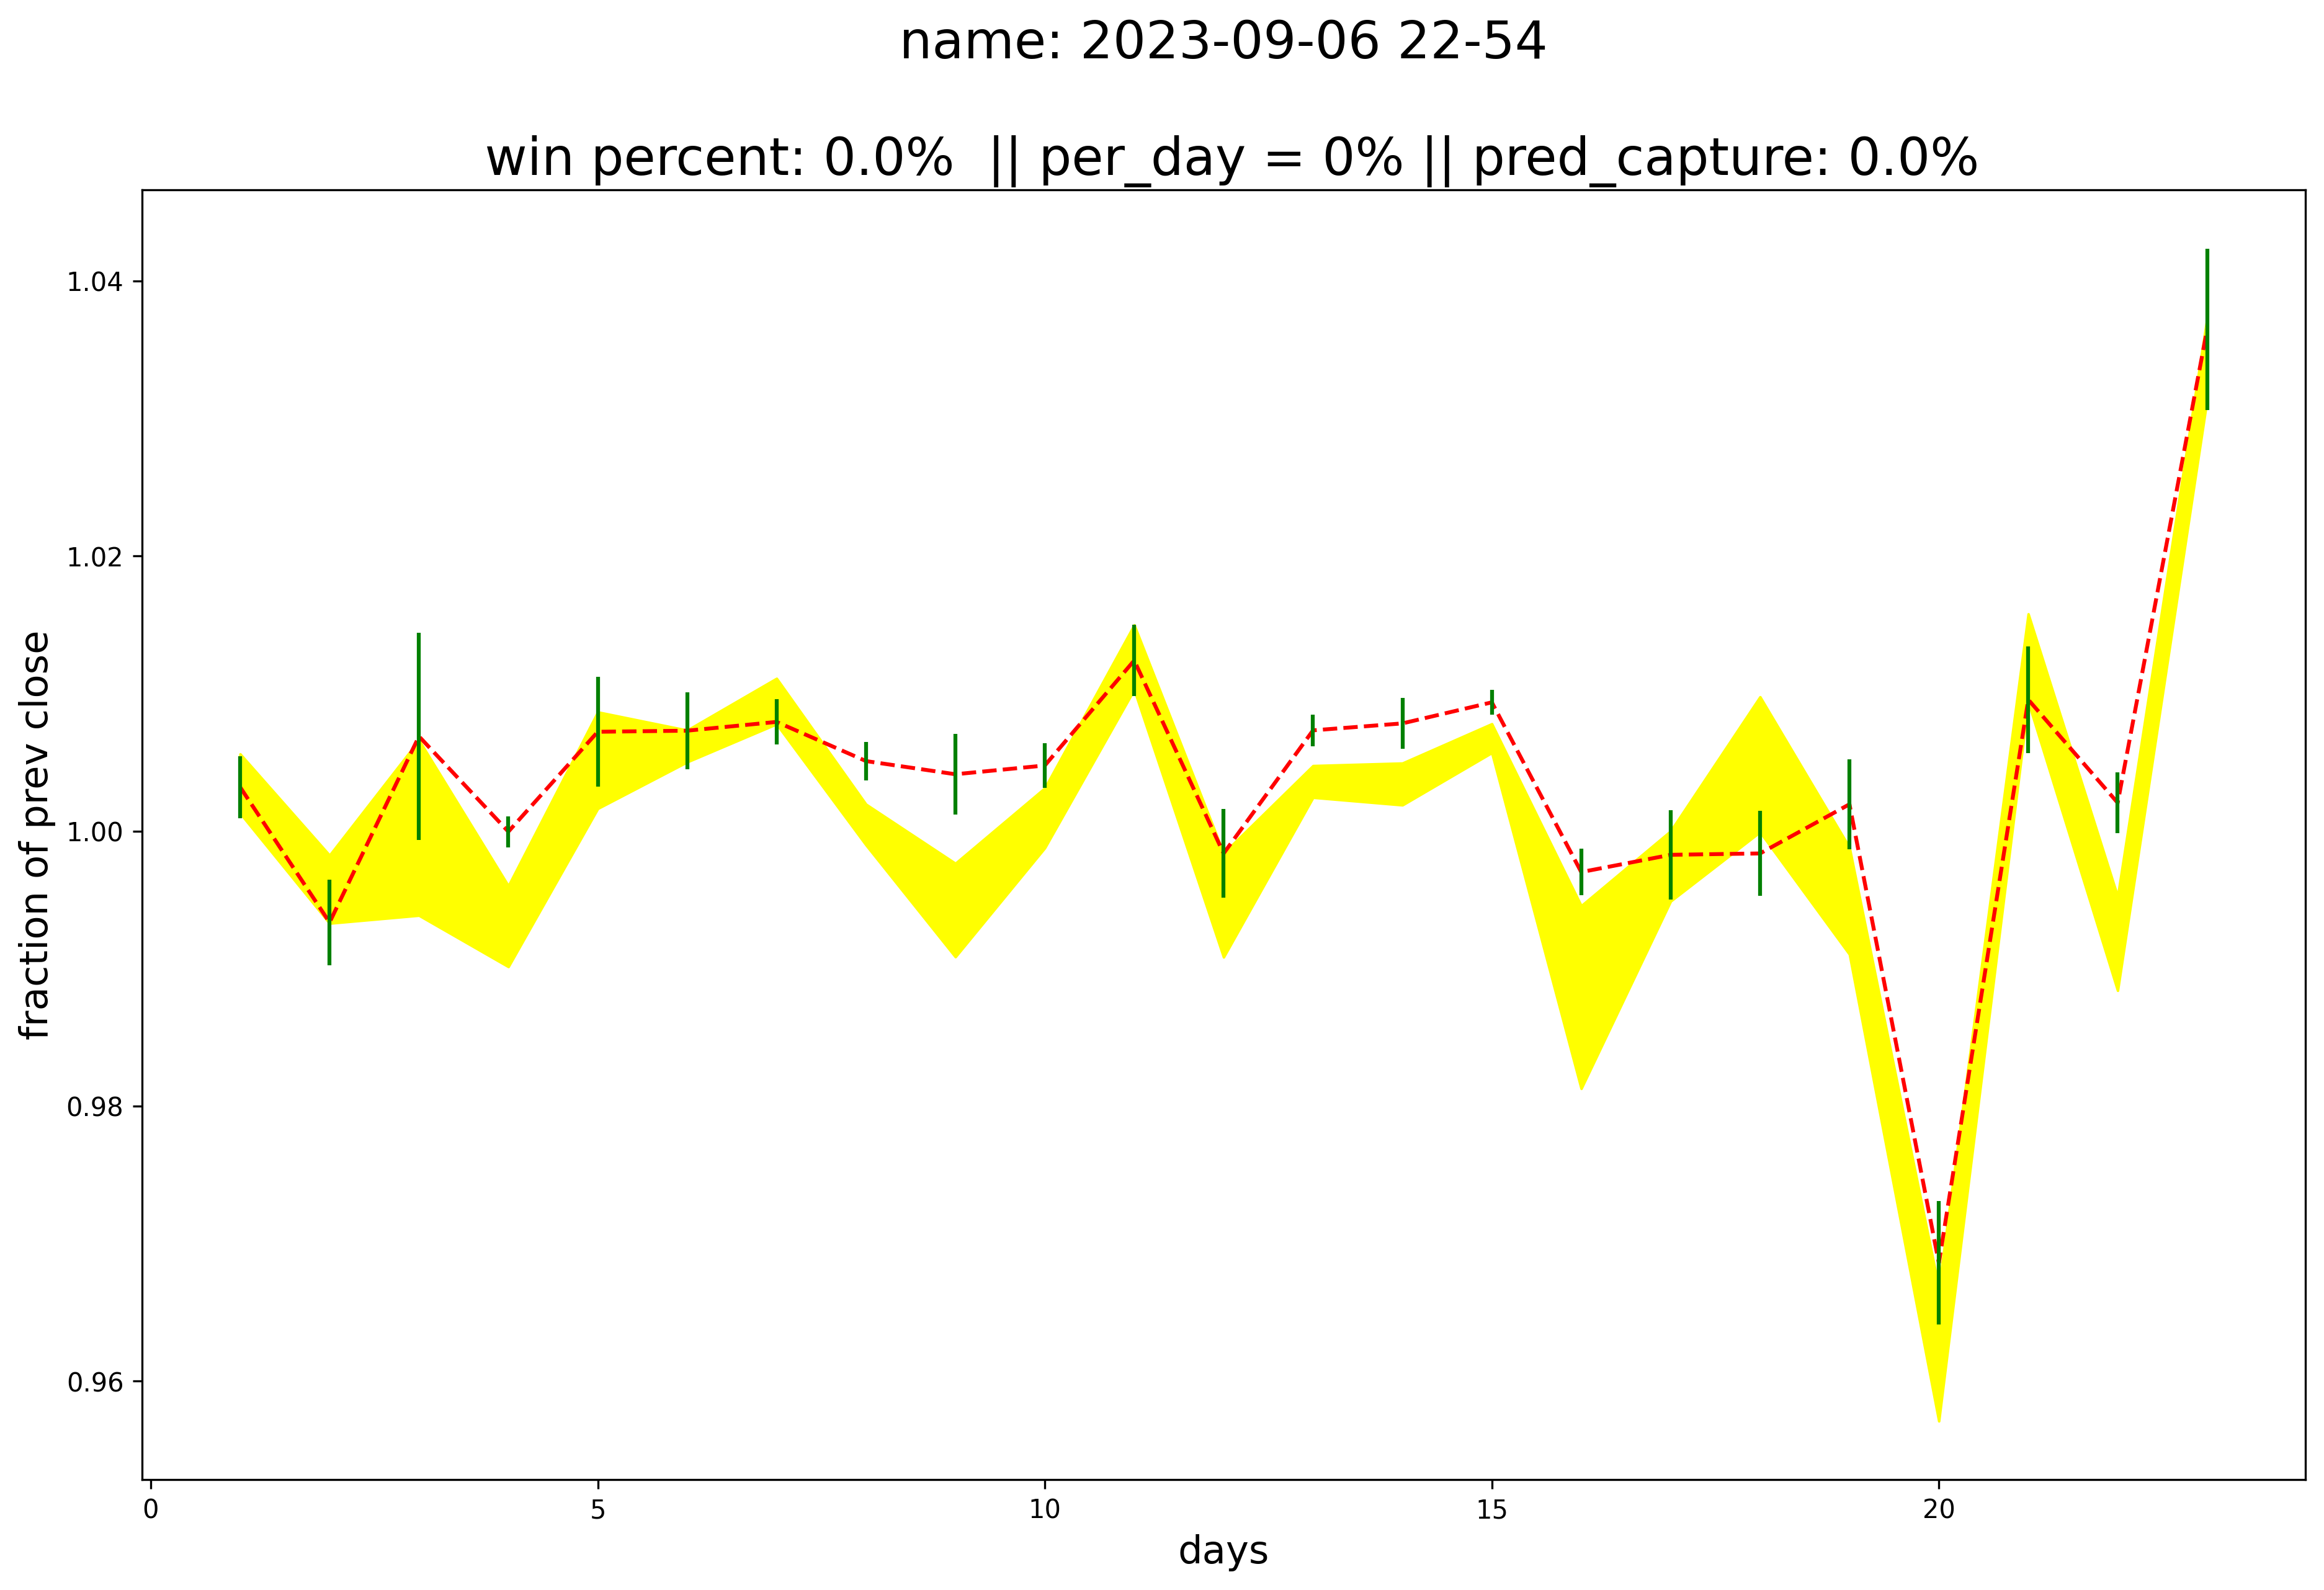 name: 2023-09-06 22-54
win percent: 0.0%  || per_day = 0% || pred_capture: 0.0%
fraction of prev close
1.04
1.02
1.00
0.98
0.96
0 5 10 15 20
days